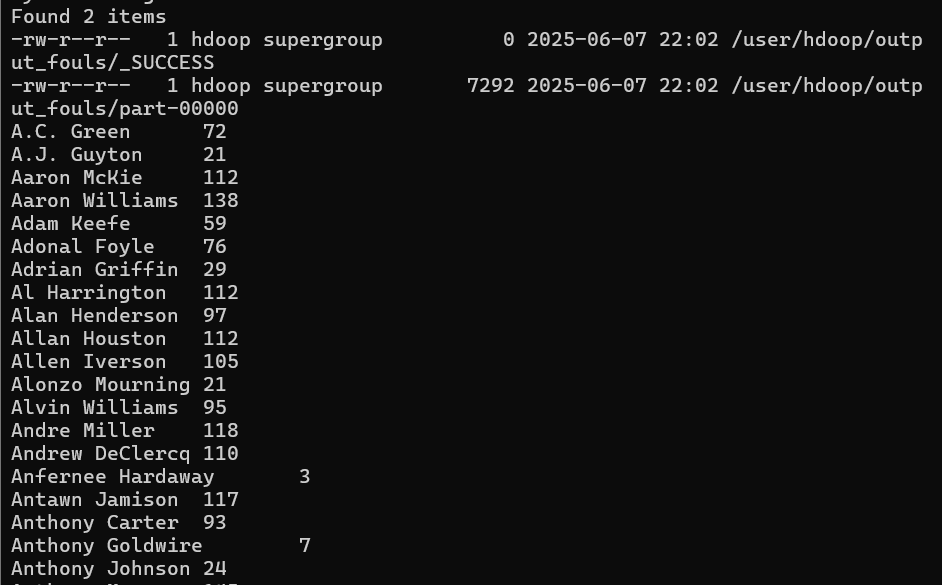 Found 2 items
-rw-r--r--   1 hdoop supergroup          0 2025-06-07 22:02 /user/hdoop/outp
ut_fouls/_SUCCESS
-rw-r--r--   1 hdoop supergroup       7292 2025-06-07 22:02 /user/hdoop/outp
ut_fouls/part-00000
A.C. Green      72
A.J. Guyton     21
Aaron McKie     112
Aaron Williams  138
Adam Keefe      59
Adonal Foyle    76
Adrian Griffin  29
Al Harrington   112
Alan Henderson  97
Allan Houston   112
Allen Iverson   105
Alonzo Mourning 21
Alvin Williams  95
Andre Miller    118
Andrew DeClercq 110
Anfernee Hardaway       3
Antawn Jamison  117
Anthony Carter  93
Anthony Goldwire        7
Anthony Johnson 24